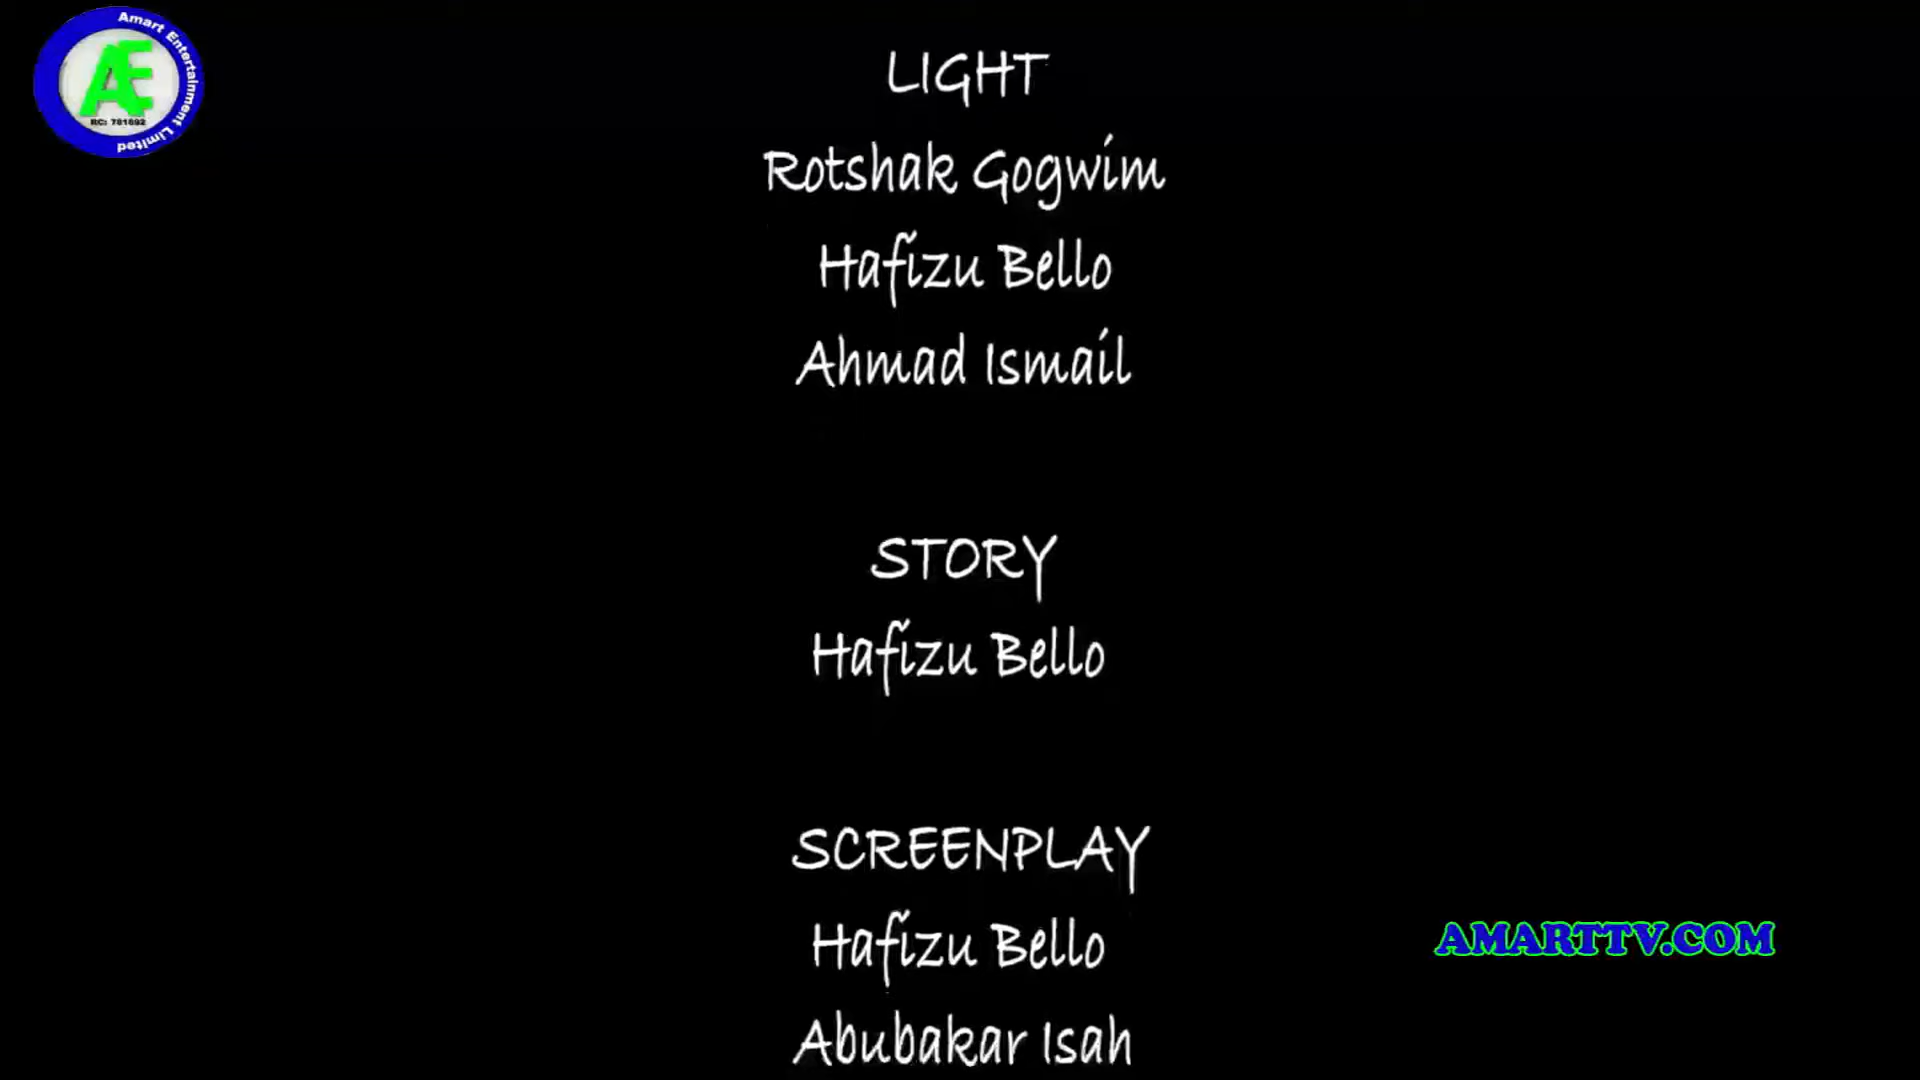 Amart Entertainment Limited
AE
RC: 781692
LIGHT
Rotshak Gogwim
Hafizu Bello
Ahmad Ismail
STORY
Hafizu Bello
SCREENPLAY
Hafizu Bello
Abubakar Isah
AMARTTV.COM